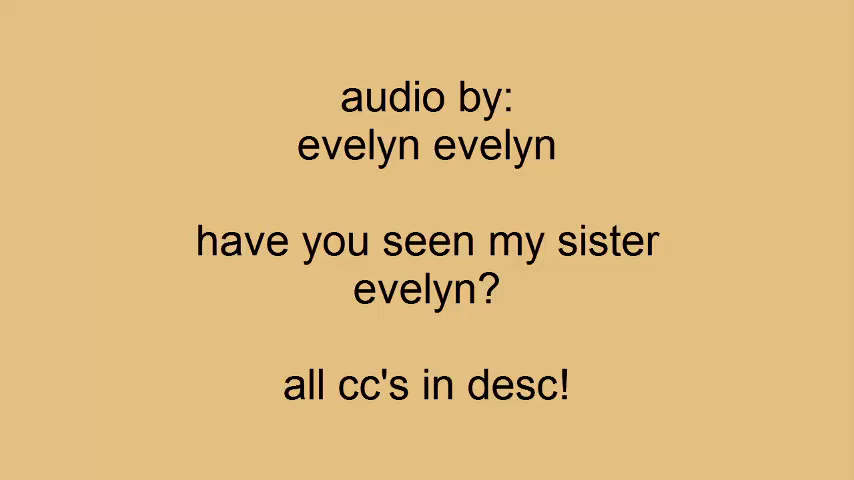 audio by:
evelyn evelyn
have you seen my sister
evelyn?
all cc's in desc!